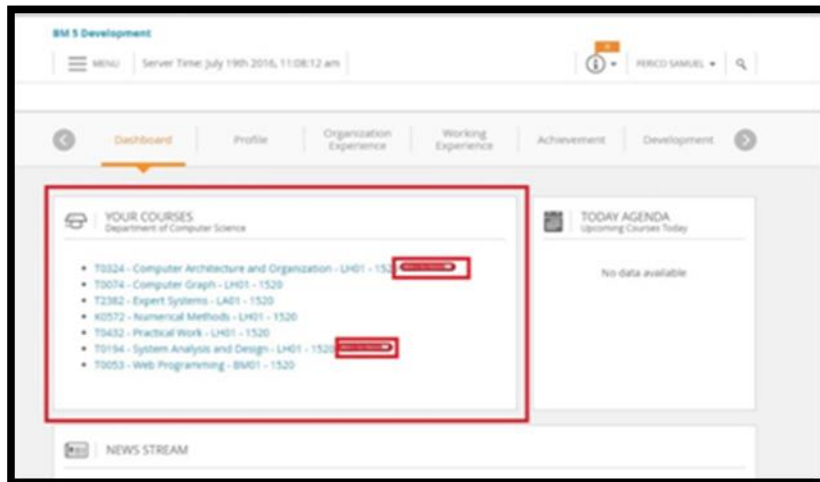 BM 5 Development
MENU Server Time: July 19th 2016, 11:08:12 am PERICO SAMUEL
Dashboard Profile Organization Experience Working Experience Achievement Development
YOUR COURSES
Department of Computer Science
T0324 - Computer Architecture and Organization - LH01 - 1520
T0074 - Computer Graph - LH01 - 1520
T2382 - Expert Systems - LA01 - 1520
K0572 - Numerical Methods - LH01 - 1520
T0432 - Practical Work - LH01 - 1520
T0194 - System Analysis and Design - LH01 - 1520
T0053 - Web Programming - BM01 - 1520
TODAY AGENDA
Upcoming Courses Today
No data available
NEWS STREAM